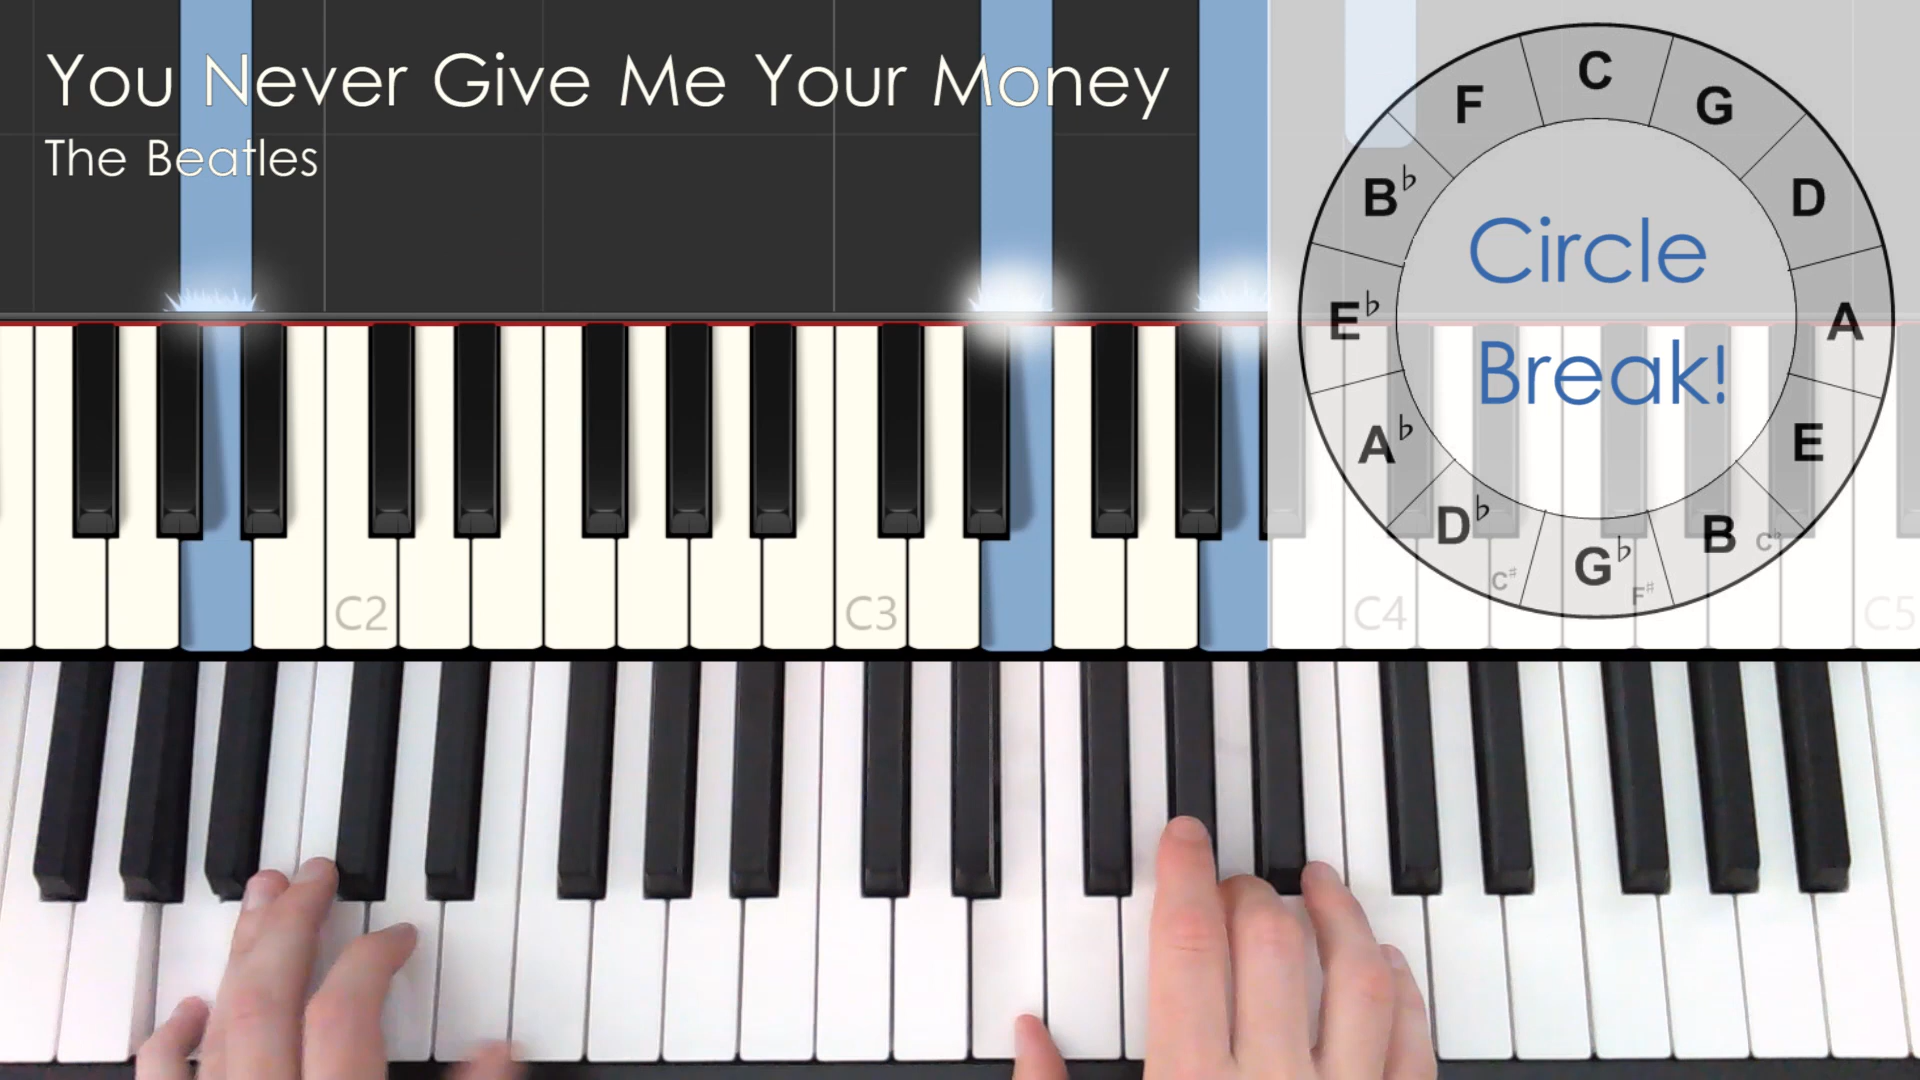 You Never Give Me Your Money
The Beatles
C
F
G
B♭
D
Circle
E♭
A
Break!
A♭
E
D♭
B
C♭
G♭
C♯
F♯
C2
C3
C4
C5